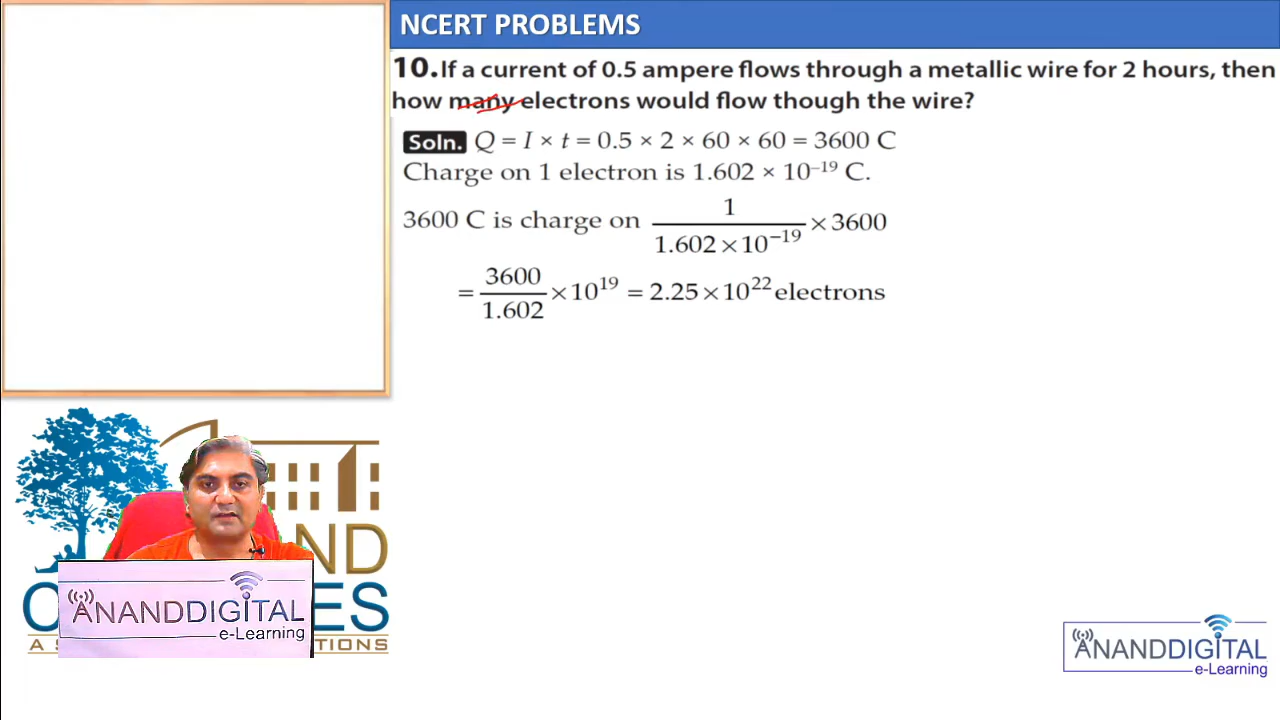 NCERT PROBLEMS
10. If a current of 0.5 ampere flows through a metallic wire for 2 hours, then
how many electrons would flow though the wire?
Soln. Q = I × t = 0.5 × 2 × 60 × 60 = 3600 C
Charge on 1 electron is 1.602 × 10⁻¹⁹ C.
3600 C is charge on 1/(1.602 × 10⁻¹⁹) × 3600
= 3600/1.602 × 10¹⁹ = 2.25 × 10²² electrons
ND
ES
A S
TIONS
ANANDDIGITAL
e-Learning
ANANDDIGITAL
e-Learning